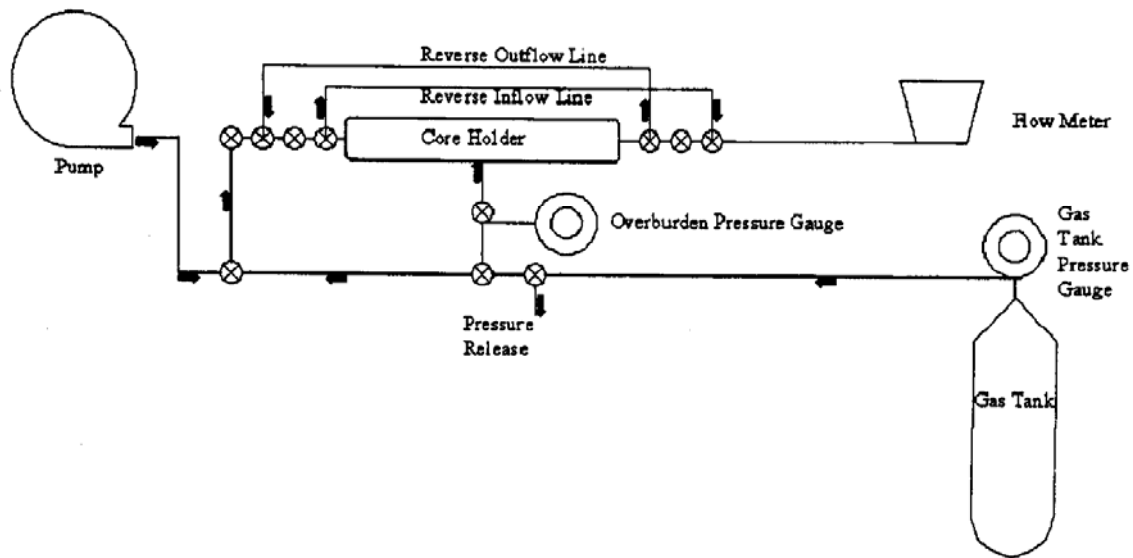 Reverse Outflow Line
Reverse Inflow Line
Core Holder
Flow Meter
Pump
Overburden Pressure Gauge
Gas
Tank
Pressure
Gauge
Pressure
Release
Gas Tank